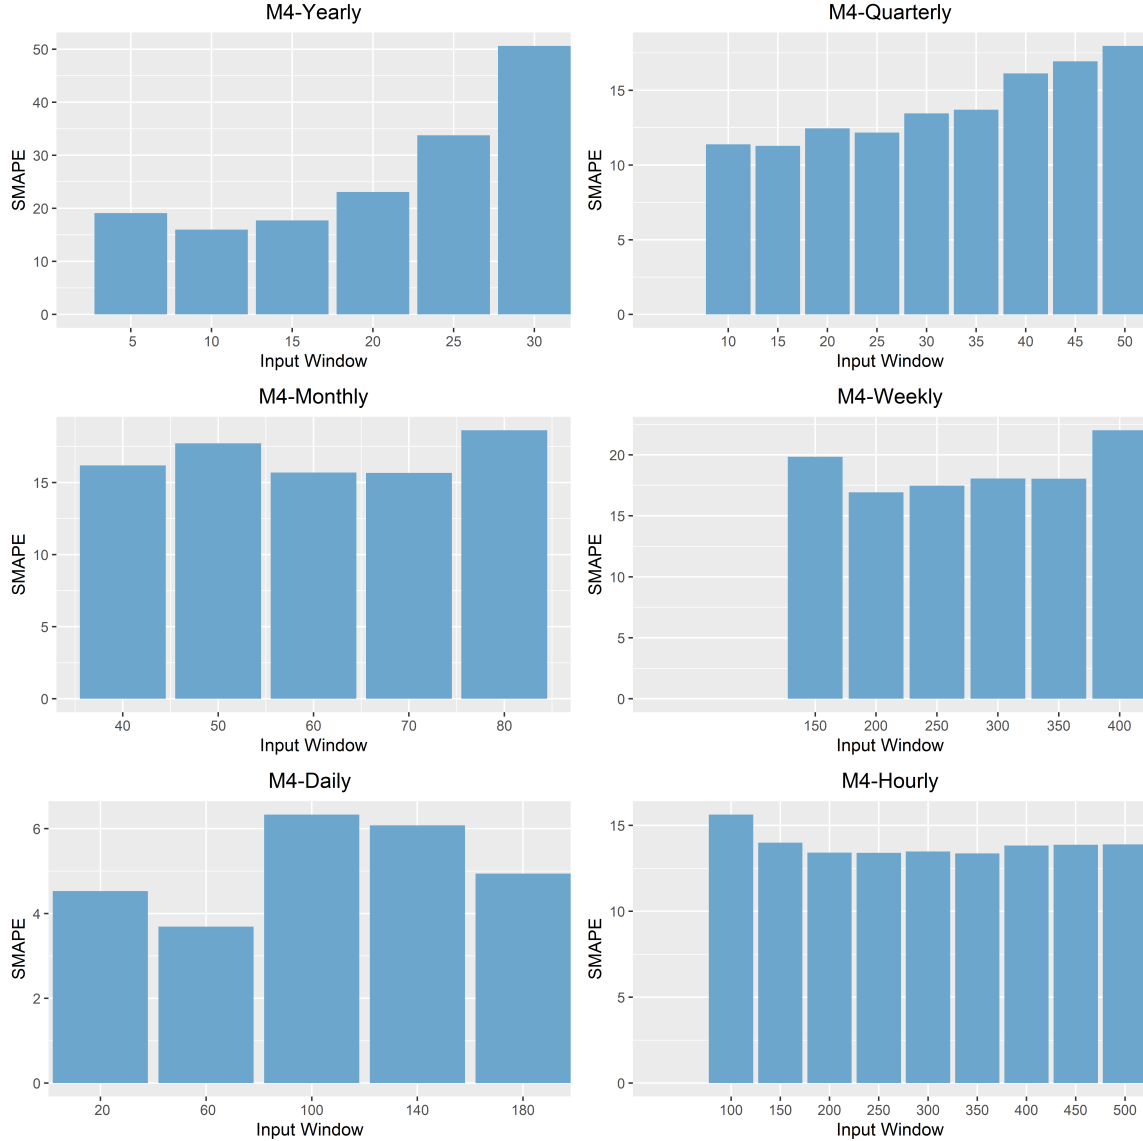 M4-Yearly
50
40
30
20
10
0
SMAPE
5 10 15 20 25 30
Input Window
M4-Quarterly
15
10
5
0
SMAPE
10 15 20 25 30 35 40 45 50
Input Window
M4-Monthly
15
10
5
0
SMAPE
40 50 60 70 80
Input Window
M4-Weekly
20
15
10
5
0
SMAPE
150 200 250 300 350 400
Input Window
M4-Daily
6
4
2
0
SMAPE
20 60 100 140 180
Input Window
M4-Hourly
15
10
5
0
SMAPE
100 150 200 250 300 350 400 450 500
Input Window